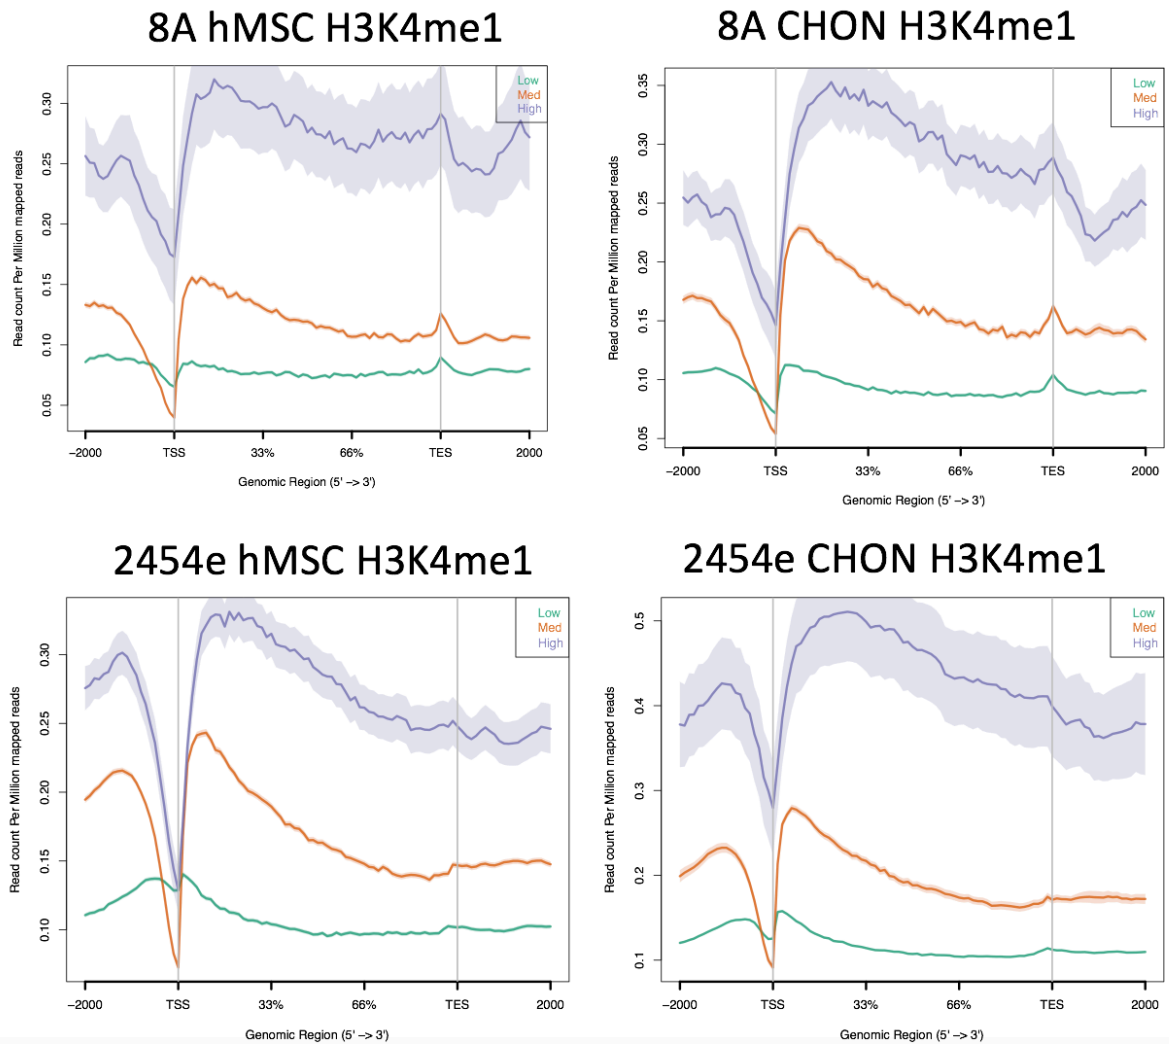 8A hMSC H3K4me1
Read count Per Million mapped reads
0.30
0.25
0.20
0.15
0.10
0.05
Low
Med
High
−2000 TSS 33% 66% TES 2000
Genomic Region (5' −> 3')
8A CHON H3K4me1
Read count Per Million mapped reads
0.35
0.30
0.25
0.20
0.15
0.10
0.05
Low
Med
High
−2000 TSS 33% 66% TES 2000
Genomic Region (5' −> 3')
2454e hMSC H3K4me1
Read count Per Million mapped reads
0.30
0.25
0.20
0.15
0.10
Low
Med
High
−2000 TSS 33% 66% TES 2000
Genomic Region (5' −> 3')
2454e CHON H3K4me1
Read count Per Million mapped reads
0.5
0.4
0.3
0.2
0.1
Low
Med
High
−2000 TSS 33% 66% TES 2000
Genomic Region (5' −> 3')